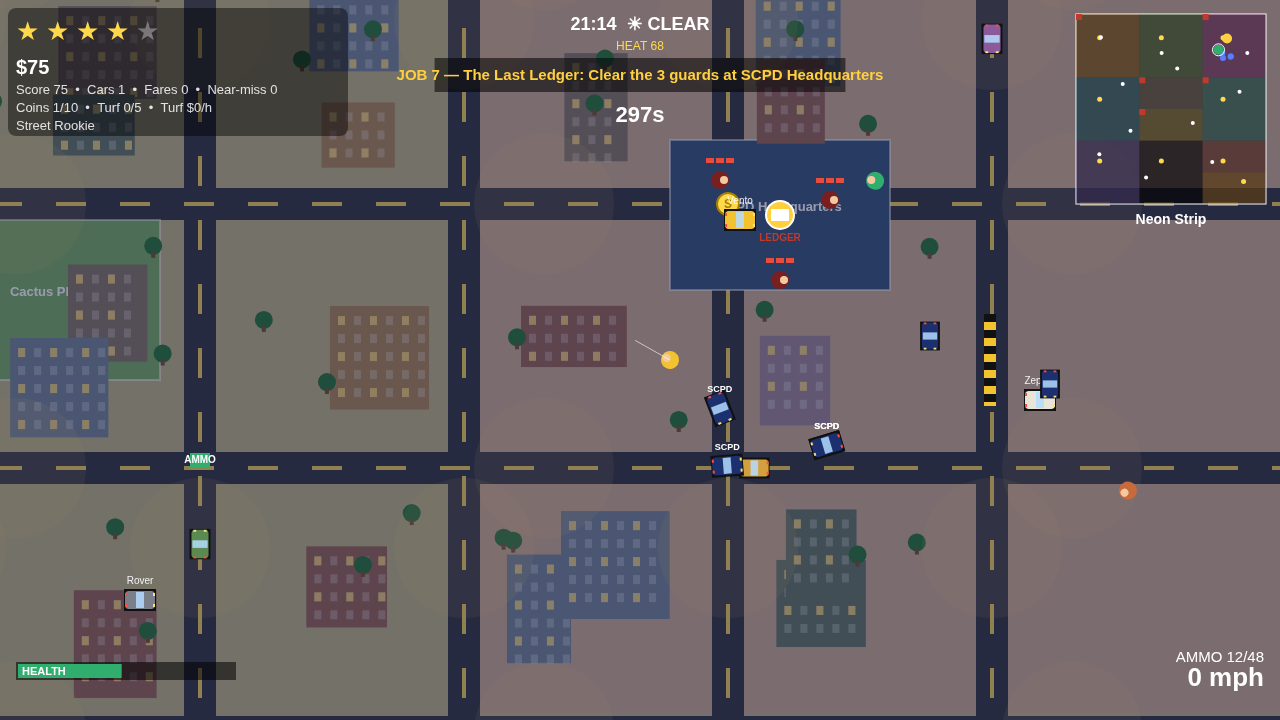 ★ ★ ★ ★ ★
$75
Score 75 • Cars 1 • Fares 0 • Near-miss 0
Coins 1/10 • Turf 0/5 • Turf $0/h
Street Rookie
21:14 ☀ CLEAR
HEAT 68
JOB 7 — The Last Ledger: Clear the 3 guards at SCPD Headquarters
297s
Neon Strip
LEDGER
Cactus
SCPD
SCPD
SCPD
AMMO
Rover
HEALTH
AMMO 12/48
0 mph